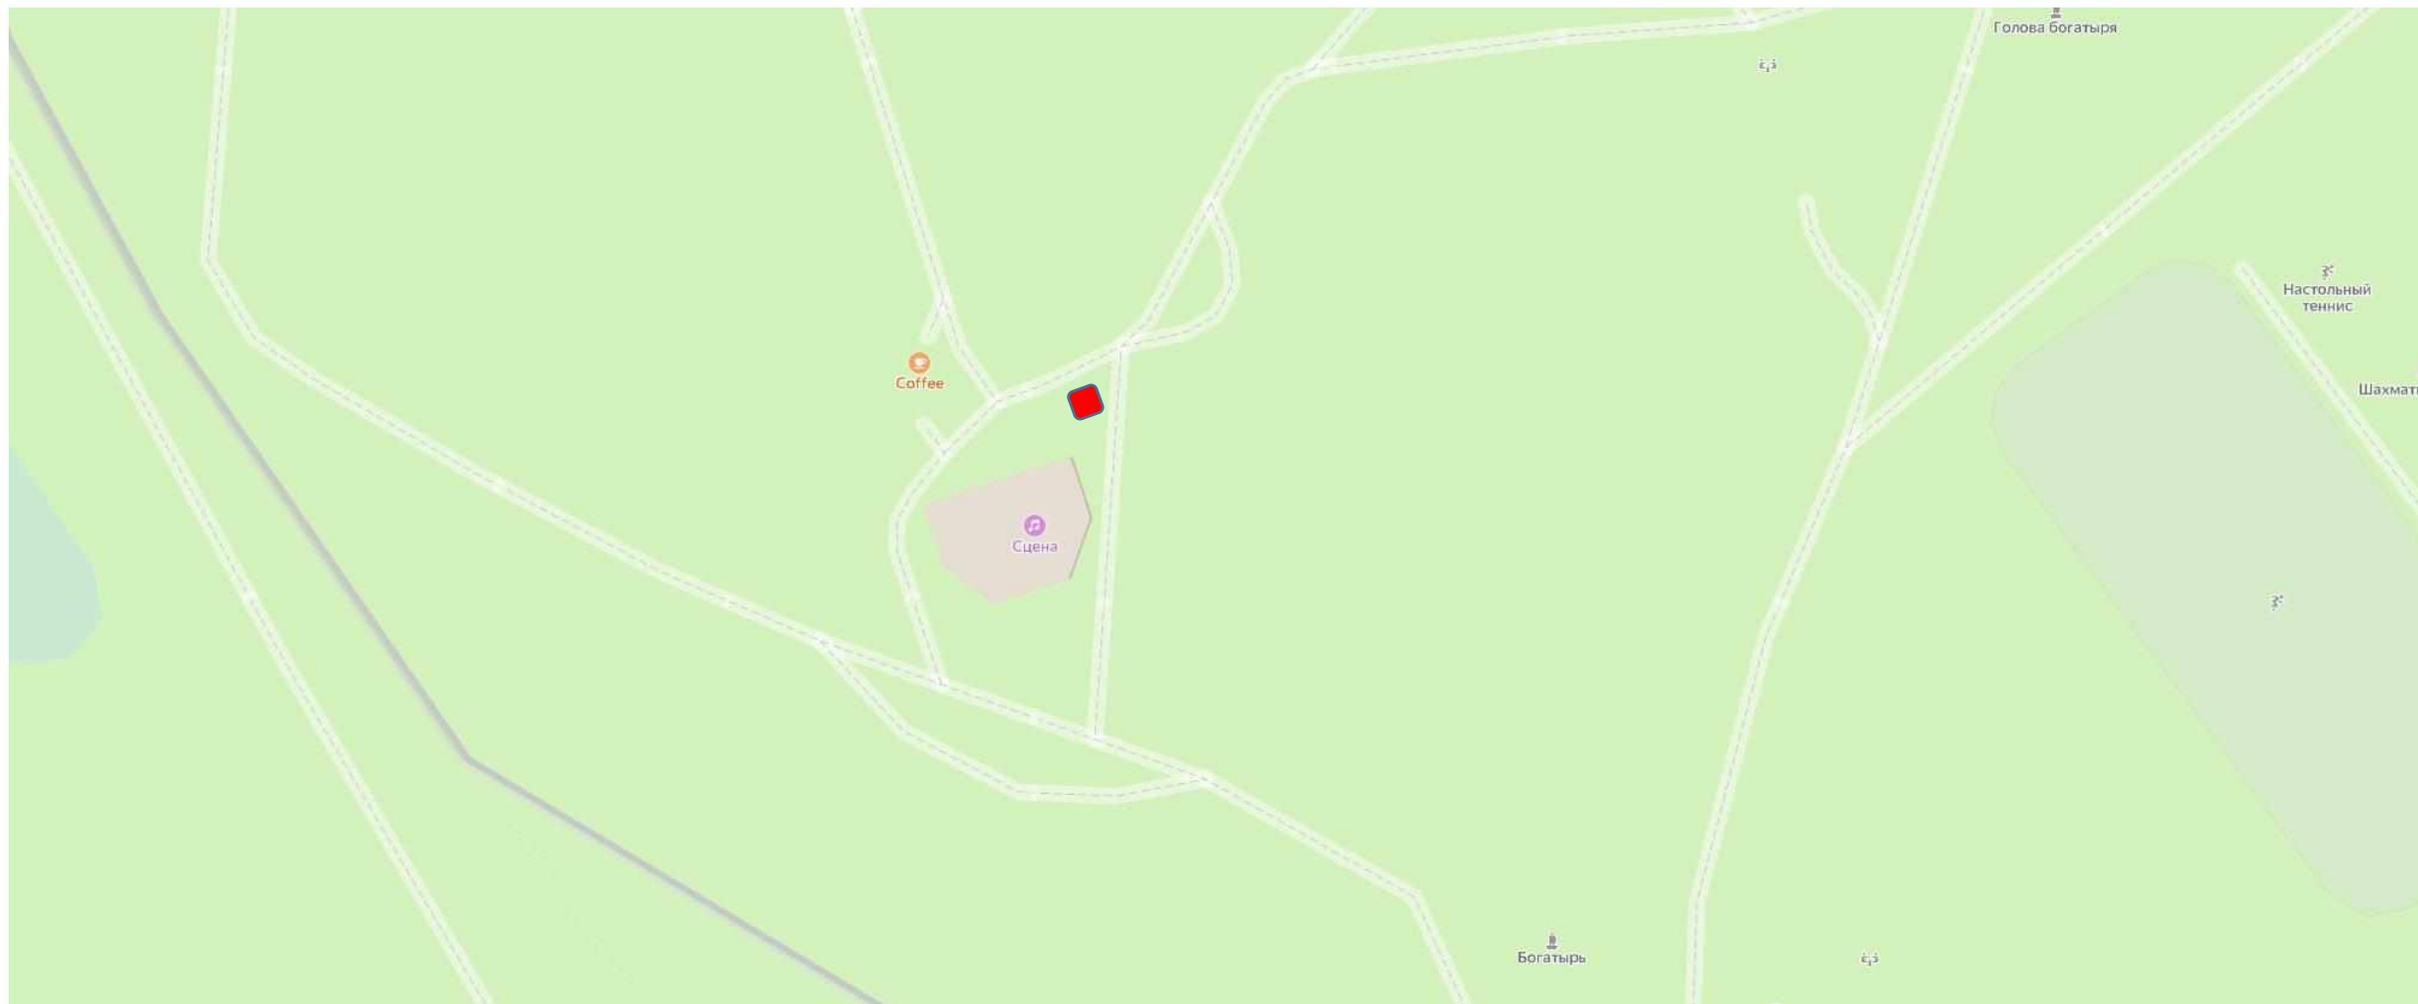 Голова богатыря
Настольный
теннис
Coffee
Шахмат
Сцена
Богатырь